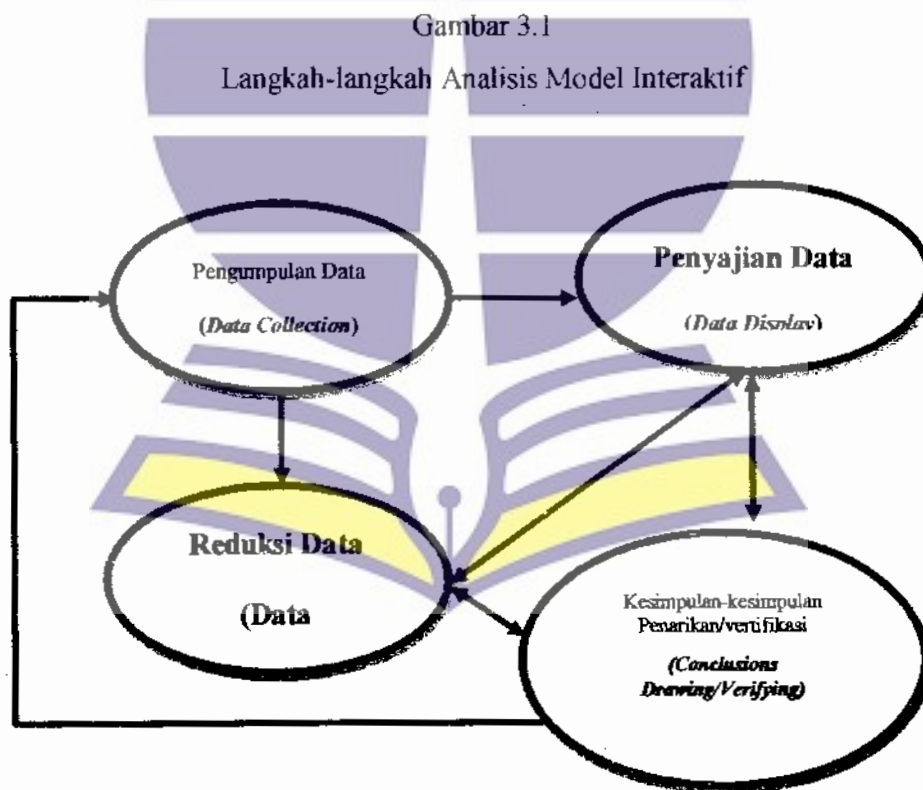 Gambar 3.1
Langkah-langkah Analisis Model Interaktif
Pengumpulan Data
(Data Collection)
Penyajian Data
(Data Display)
Reduksi Data
(Data
Kesimpulan-kesimpulan
Penarikan/vertifikasi
(Conclusions
Drawing/Verifying)